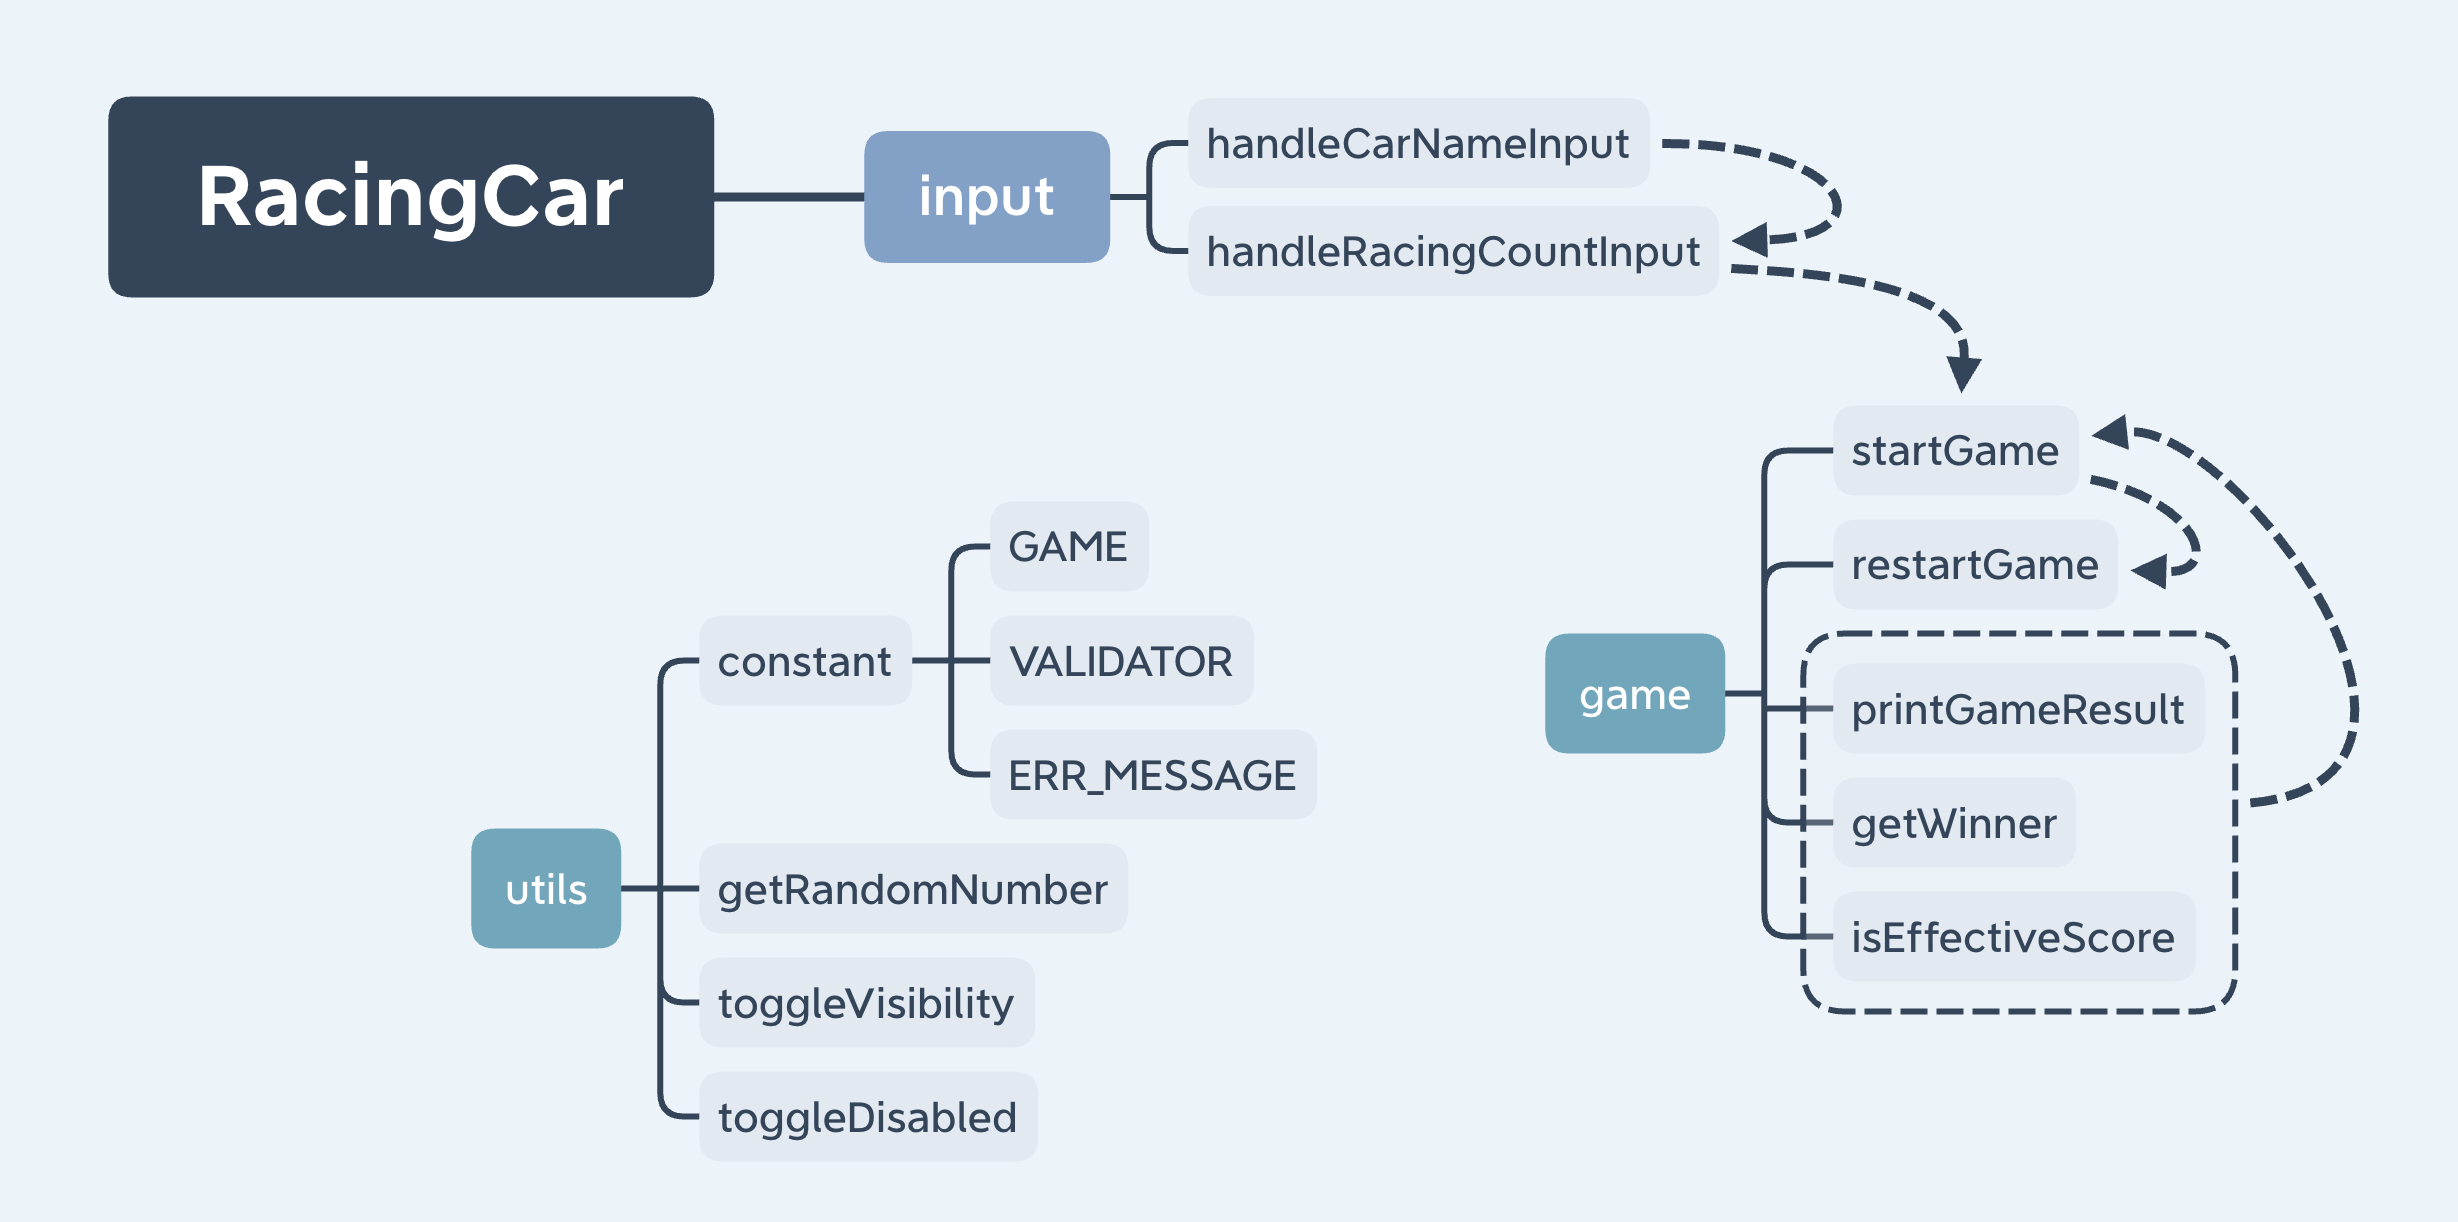 RacingCar
input
handleCarNameInput
handleRacingCountInput
startGame
restartGame
game
printGameResult
getWinner
isEffectiveScore
utils
constant
GAME
VALIDATOR
ERR_MESSAGE
getRandomNumber
toggleVisibility
toggleDisabled